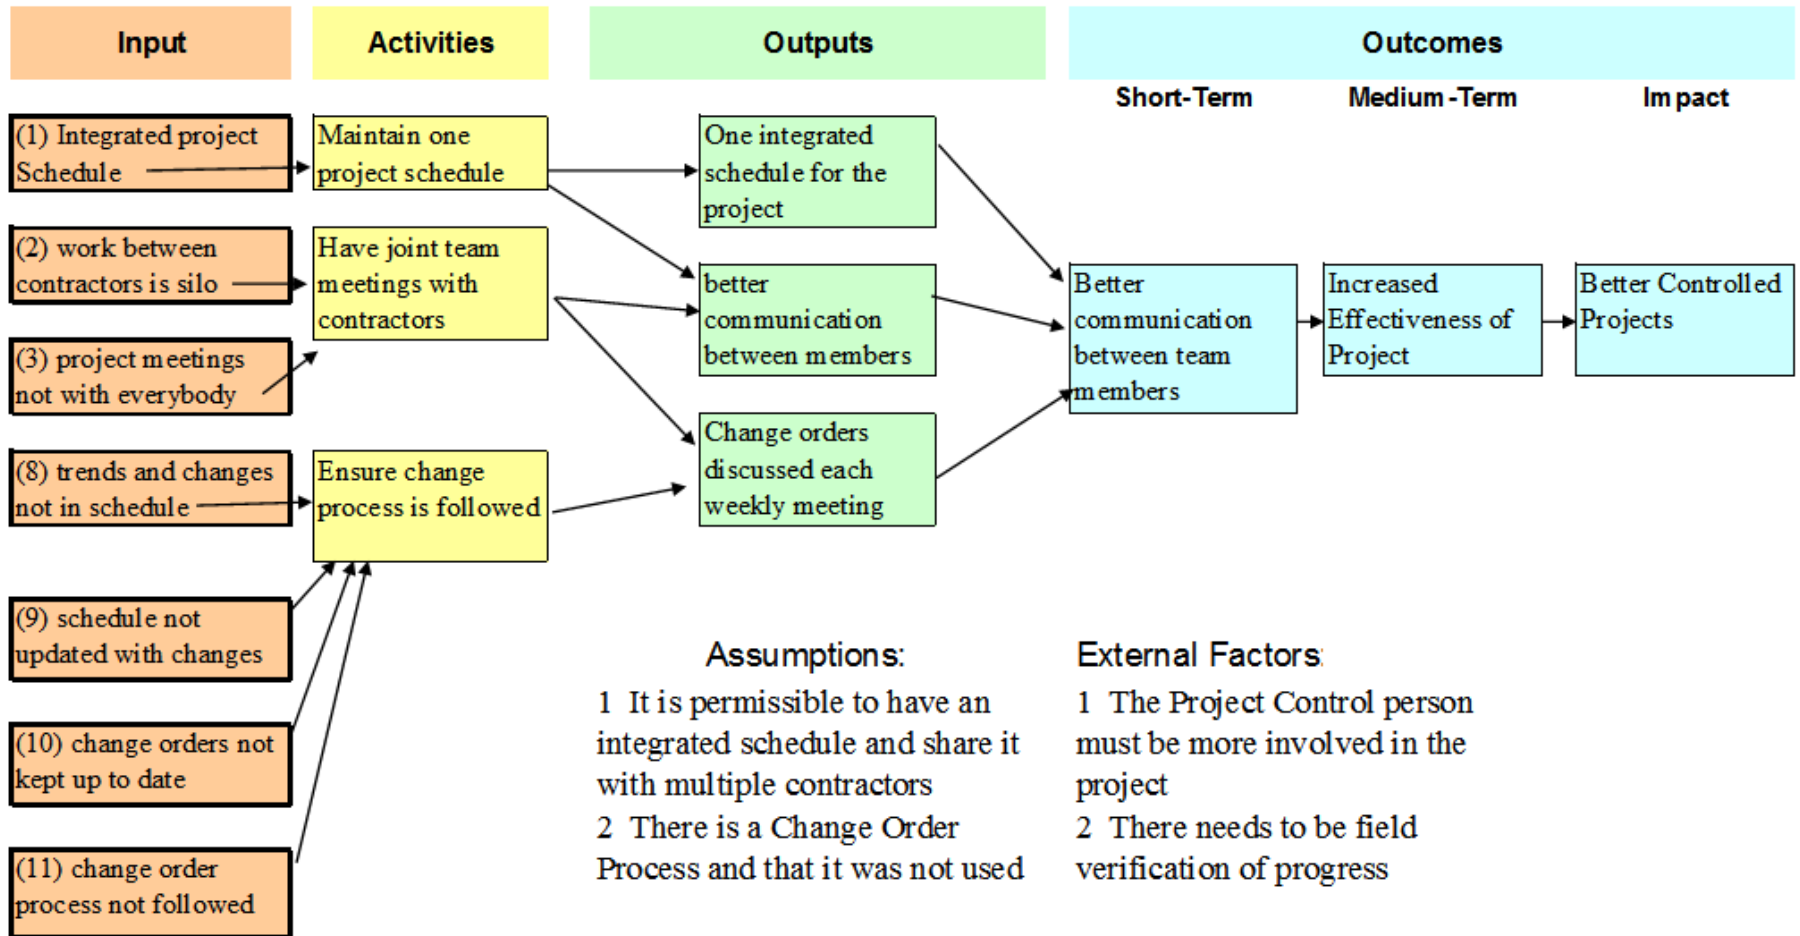 Input
Activities
Outputs
Outcomes
Short-Term
Medium-Term
Impact
(1) Integrated project
Schedule
Maintain one
project schedule
One integrated
schedule for the
project
(2) work between
contractors is silo
Have joint team
meetings with
contractors
better
communication
between members
Better
communication
between team
members
Increased
Effectiveness of
Project
Better Controlled
Projects
(3) project meetings
not with everybody
Change orders
discussed each
weekly meeting
(8) trends and changes
not in schedule
Ensure change
process is followed
(9) schedule not
updated with changes
(10) change orders not
kept up to date
(11) change order
process not followed
Assumptions:
1 It is permissible to have an
integrated schedule and share it
with multiple contractors
2 There is a Change Order
Process and that it was not used
External Factors:
1 The Project Control person
must be more involved in the
project
2 There needs to be field
verification of progress